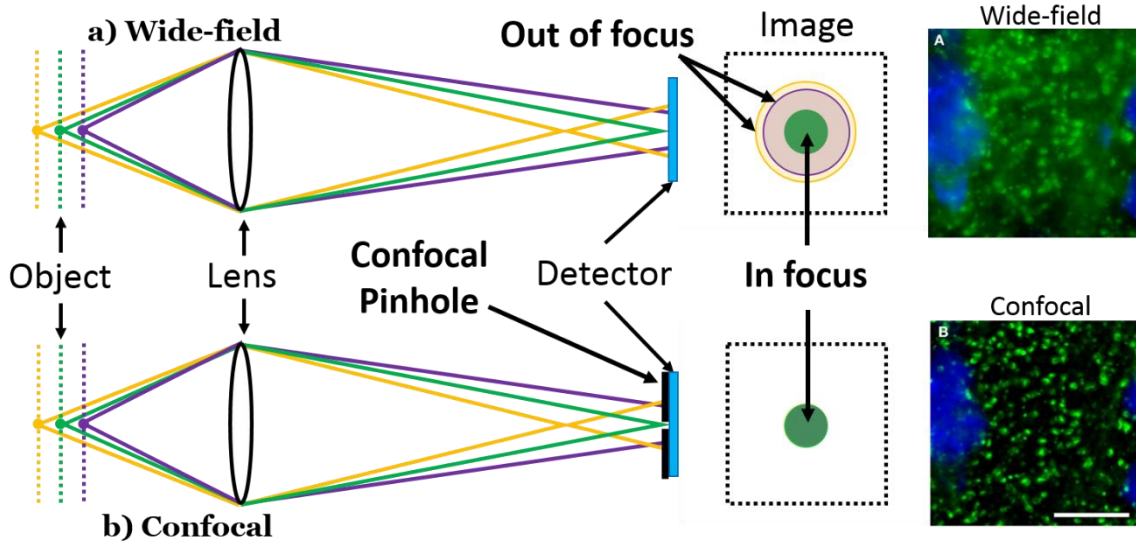 a) Wide-field
Out of focus
Image
Wide-field
A
Object
Lens
Confocal
Pinhole
Detector
In focus
Confocal
B
b) Confocal